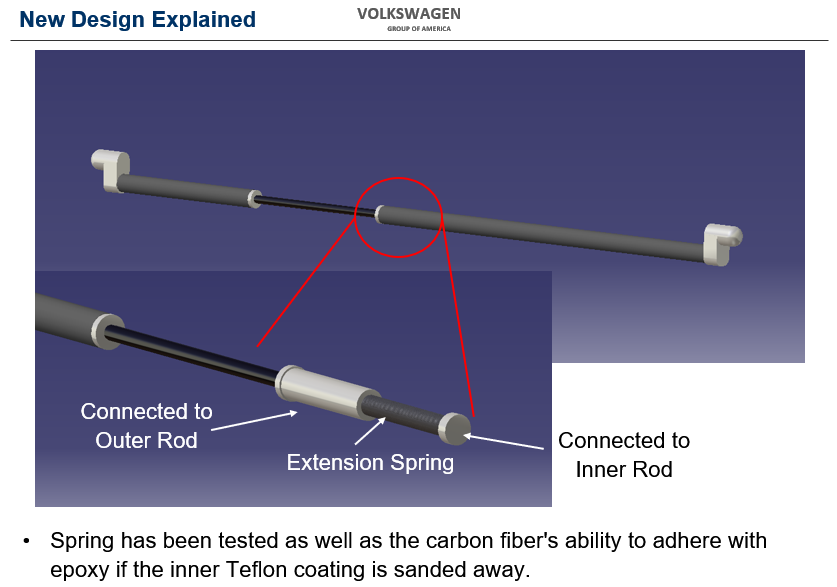 New Design Explained
VOLKSWAGEN
GROUP OF AMERICA
Connected to
Outer Rod
Extension Spring
Connected to
Inner Rod
• Spring has been tested as well as the carbon fiber's ability to adhere with
epoxy if the inner Teflon coating is sanded away.